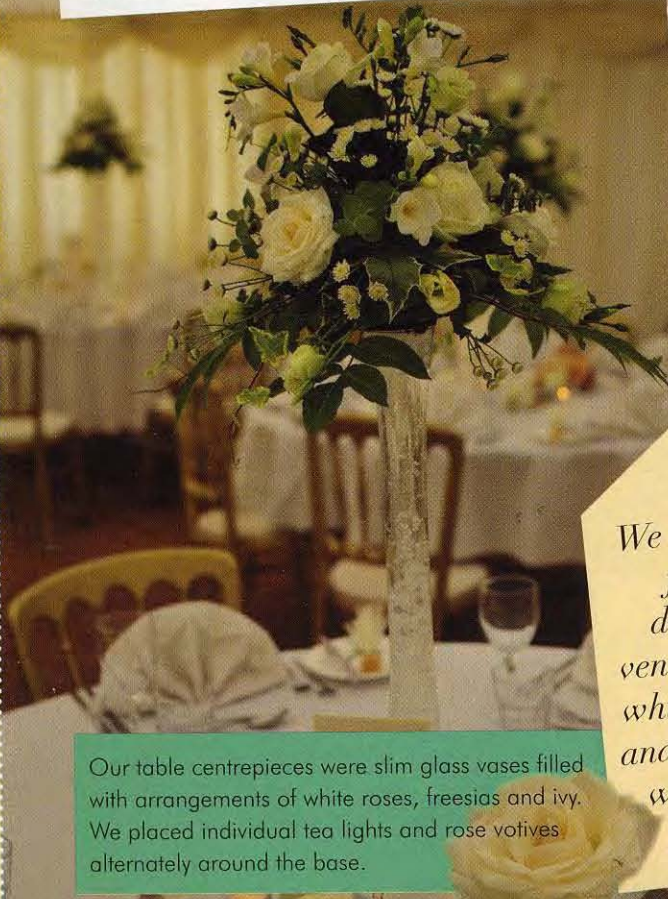 Our table centrepieces were slim glass vases filled
with arrangements of white roses, freesias and ivy.
We placed individual tea lights and rose votives
alternately around the base.
We